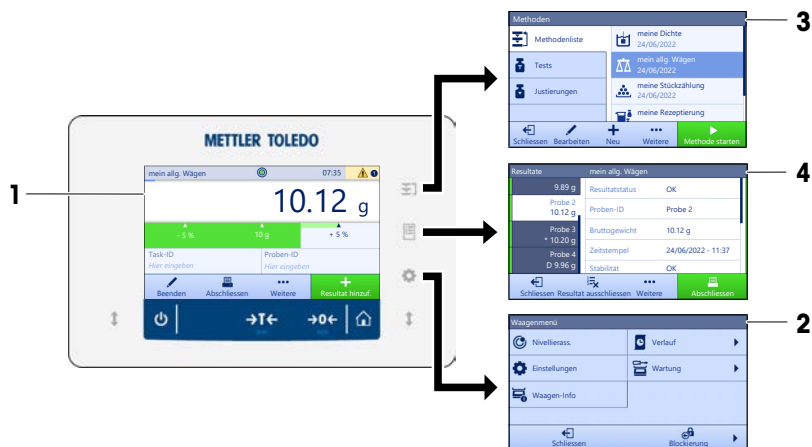 1
METTLER TOLEDO
mein allg. Wägen 07:35
10.12 g
- 5 % 10 g + 5 %
Task-ID Proben-ID
Hier eingeben Hier eingeben
Beenden Abschliessen Weitere Resultat hinzuf.
→T← →0←
3
Methoden
Methodenliste
Tests
Justierungen
meine Dichte
24/06/2022
mein allg. Wägen
24/06/2022
meine Stückzählung
24/06/2022
meine Rezeptierung
Schliessen Bearbeiten Neu Weitere Methode starten
4
Resultate mein allg. Wägen
9.89 g
Probe 2
10.12 g
Probe 3
* 10.20 g
Probe 4
D 9.96 g
Resultatstatus OK
Proben-ID Probe 2
Bruttogewicht 10.12 g
Zeitstempel 24/06/2022 - 11:37
Stabilität OK
Schliessen Resultat ausschliessen Weitere Abschliessen
2
Waagenmenü
Nivellierass. Verlauf
Einstellungen Wartung
Waagen-Info
Schliessen Blockierung